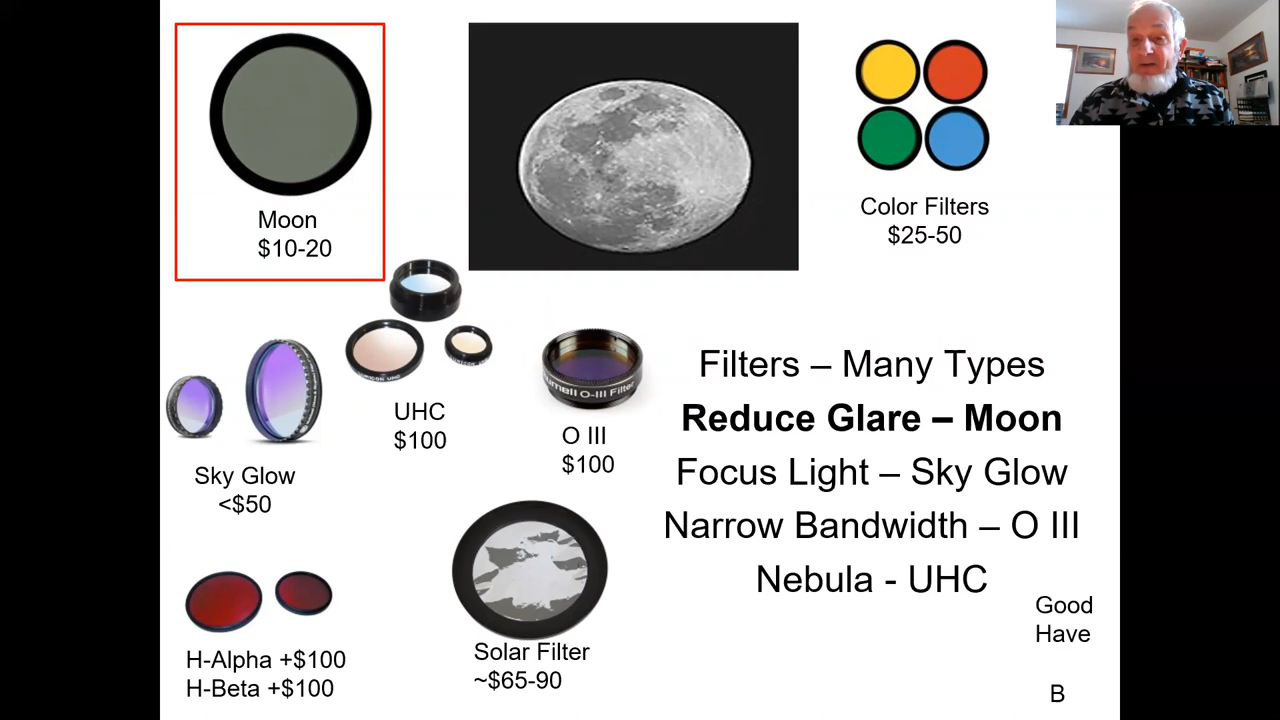 Moon
$10-20
Color Filters
$25-50
UHC
$100
O-III Filter
O III
$100
Sky Glow
<$50
Filters – Many Types
Reduce Glare – Moon
Focus Light – Sky Glow
Narrow Bandwidth – O III
Nebula - UHC
Good
Have
B
H-Alpha +$100
H-Beta +$100
Solar Filter
~$65-90